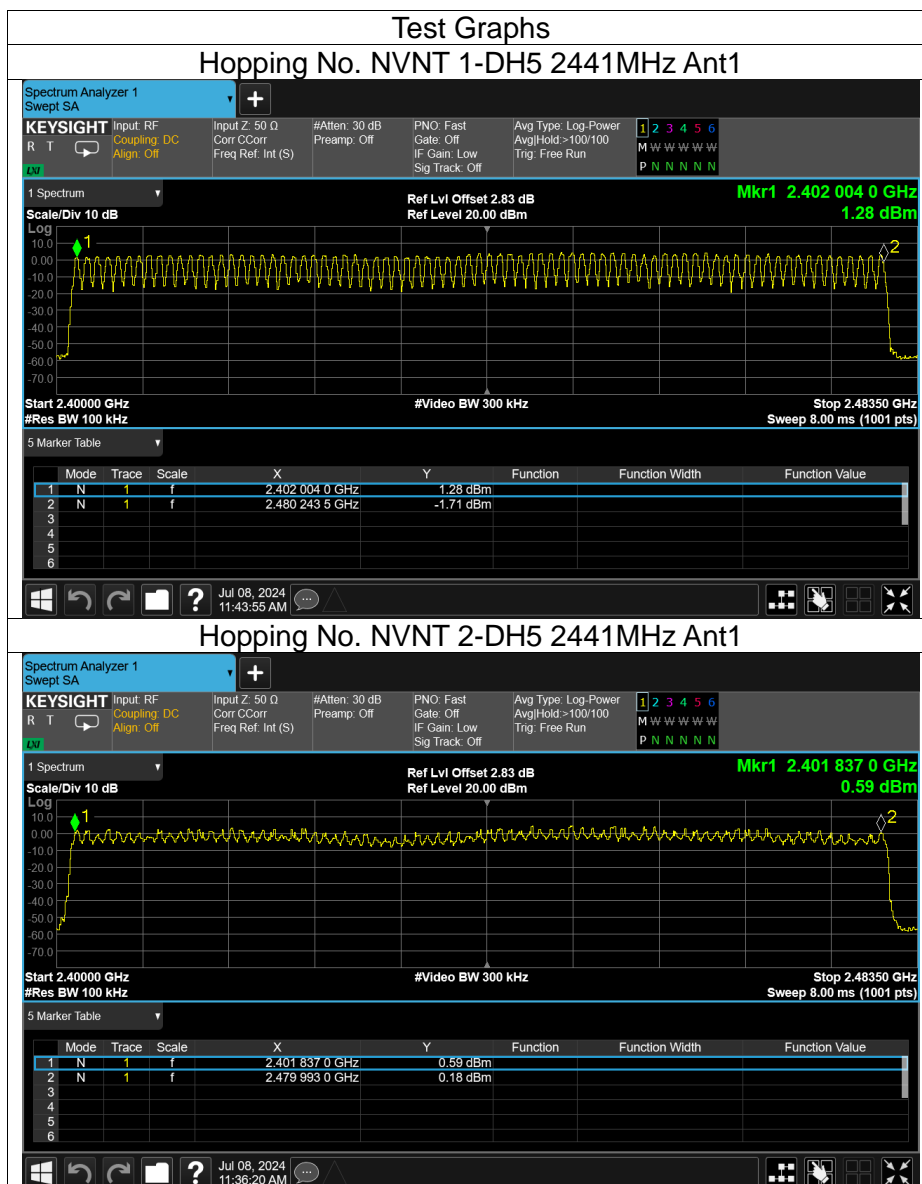 Test Graphs
Hopping No. NVNT 1-DH5 2441MHz Ant1
Spectrum Analyzer 1
Swept SA
KEYSIGHT Input: RF Input Z: 50 Ω #Atten: 30 dB PNO: Fast Avg Type: Log-Power 1 2 3 4 5 6
R T Coupling: DC Corr CCorr Preamp: Off Gate: Off Avg|Hold:>100/100 M W W W W W
Align: Off Freq Ref: Int (S) IF Gain: Low Trig: Free Run
LXI Sig Track: Off P N N N N N
1 Spectrum Ref Lvl Offset 2.83 dB Mkr1 2.402 004 0 GHz
Scale/Div 10 dB Ref Level 20.00 dBm 1.28 dBm
Log
10.0 1 2
0.00
-10.0
-20.0
-30.0
-40.0
-50.0
-60.0
-70.0
Start 2.40000 GHz #Video BW 300 kHz Stop 2.48350 GHz
#Res BW 100 kHz Sweep 8.00 ms (1001 pts)
5 Marker Table
Mode Trace Scale X Y Function Function Width Function Value
1 N 1 f 2.402 004 0 GHz 1.28 dBm
2 N 1 f 2.480 243 5 GHz -1.71 dBm
3
4
5
6
? Jul 08, 2024
11:43:55 AM
Hopping No. NVNT 2-DH5 2441MHz Ant1
Spectrum Analyzer 1
Swept SA
KEYSIGHT Input: RF Input Z: 50 Ω #Atten: 30 dB PNO: Fast Avg Type: Log-Power 1 2 3 4 5 6
R T Coupling: DC Corr CCorr Preamp: Off Gate: Off Avg|Hold:>100/100 M W W W W W
Align: Off Freq Ref: Int (S) IF Gain: Low Trig: Free Run
LXI Sig Track: Off P N N N N N
1 Spectrum Ref Lvl Offset 2.83 dB Mkr1 2.401 837 0 GHz
Scale/Div 10 dB Ref Level 20.00 dBm 0.59 dBm
Log
10.0 1 2
0.00
-10.0
-20.0
-30.0
-40.0
-50.0
-60.0
-70.0
Start 2.40000 GHz #Video BW 300 kHz Stop 2.48350 GHz
#Res BW 100 kHz Sweep 8.00 ms (1001 pts)
5 Marker Table
Mode Trace Scale X Y Function Function Width Function Value
1 N 1 f 2.401 837 0 GHz 0.59 dBm
2 N 1 f 2.479 993 0 GHz 0.18 dBm
3
4
5
6
? Jul 08, 2024
11:36:20 AM